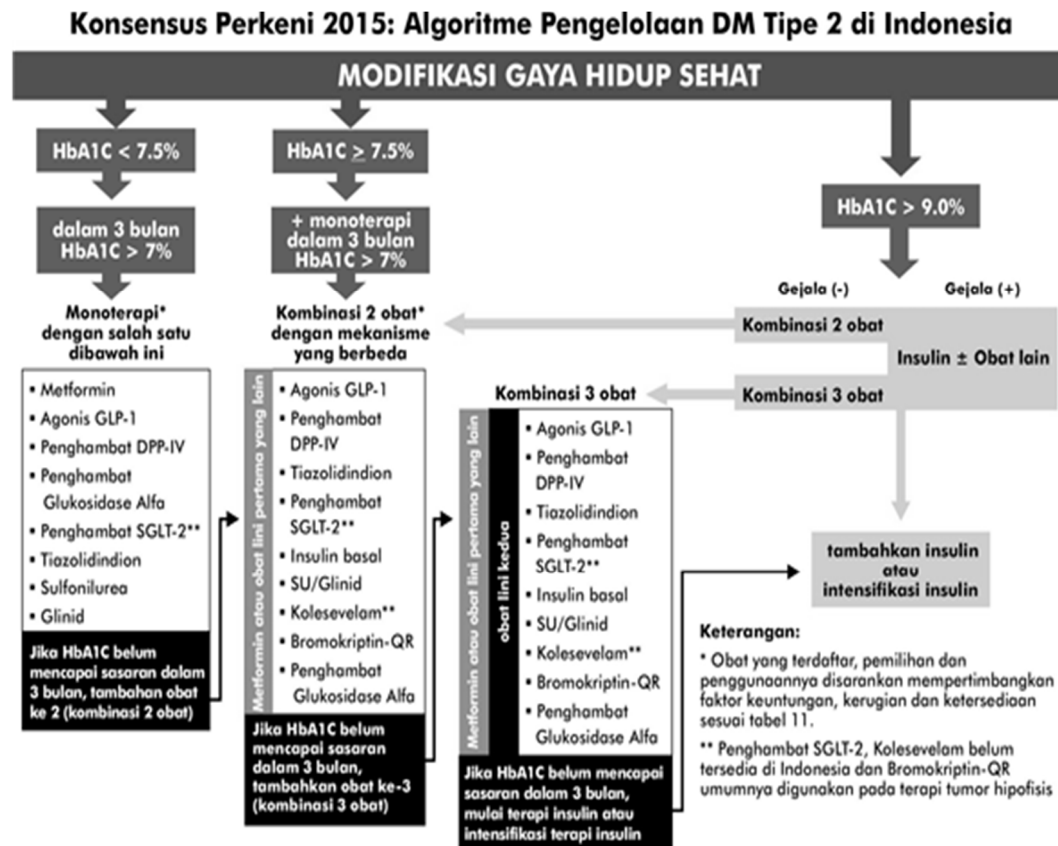 Konsensus Perkeni 2015: Algoritme Pengelolaan DM Tipe 2 di Indonesia
MODIFIKASI GAYA HIDUP SEHAT
HbA1C < 7.5%
dalam 3 bulan
HbA1C > 7%
Monoterapi*
dengan salah satu
dibawah ini
▪ Metformin
▪ Agonis GLP-1
▪ Penghambat DPP-IV
▪ Penghambat
Glukosidase Alfa
▪ Penghambat SGLT-2**
▪ Tiazolidindion
▪ Sulfonilurea
▪ Glinid
Jika HbA1C belum
mencapai sasaran dalam
3 bulan, tambahan obat
ke 2 (kombinasi 2 obat)
HbA1C ≥ 7.5%
+ monoterapi
dalam 3 bulan
HbA1C > 7%
Kombinasi 2 obat*
dengan mekanisme
yang berbeda
Metformin atau obat lini pertama yang lain
▪ Agonis GLP-1
▪ Penghambat
DPP-IV
▪ Tiazolidindion
▪ Penghambat
SGLT-2**
▪ Insulin basal
▪ SU/Glinid
▪ Kolesevelam**
▪ Bromokriptin-QR
▪ Penghambat
Glukosidase Alfa
Jika HbA1C belum
mencapai sasaran
dalam 3 bulan,
tambahkan obat ke-3
(kombinasi 3 obat)
Kombinasi 3 obat
Metformin atau obat lini pertama yang lain
obat lini kedua
▪ Agonis GLP-1
▪ Penghambat
DPP-IV
▪ Tiazolidindion
▪ Penghambat
SGLT-2**
▪ Insulin basal
▪ SU/Glinid
▪ Kolesevelam**
▪ Bromokriptin-QR
▪ Penghambat
Glukosidase Alfa
Jika HbA1C belum mencapai
sasaran dalam 3 bulan,
mulai terapi insulin atau
intensifikasi terapi insulin
HbA1C > 9.0%
Gejala (-)
Gejala (+)
Kombinasi 2 obat
Insulin ± Obat lain
Kombinasi 3 obat
tambahkan insulin
atau
intensifikasi insulin
Keterangan:
* Obat yang terdaftar, pemilihan dan
penggunaannya disarankan mempertimbangkan
faktor keuntungan, kerugian dan ketersediaan
sesuai tabel 11.
** Penghambat SGLT-2, Kolesevelam belum
tersedia di Indonesia dan Bromokriptin-QR
umumnya digunakan pada terapi tumor hipofisis